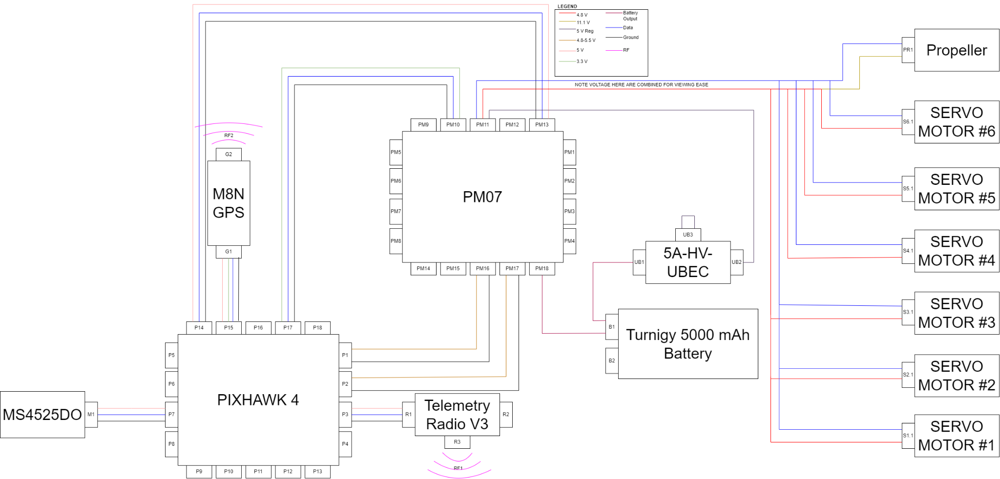 LEGEND
4.8 V
Battery
Output
11.1 V
Data
5 V Reg
Ground
4.8-5.5 V
5 V
RF
3.3 V
NOTE VOLTAGE HERE ARE COMBINED FOR VIEWING EASE
PR1
Propeller
S6.1
SERVO
MOTOR #6
S5.1
SERVO
MOTOR #5
S4.1
SERVO
MOTOR #4
S3.1
SERVO
MOTOR #3
S2.1
SERVO
MOTOR #2
S1.1
SERVO
MOTOR #1
PM9
PM10
PM11
PM12
PM13
PM5
PM6
PM7
PM8
PM07
PM1
PM2
PM3
PM4
PM14
PM15
PM16
PM17
PM18
RF2
G2
M8N
GPS
G1
UB3
UB1
5A-HV-
UBEC
UB2
B1
B2
Turnigy 5000 mAh
Battery
P14
P15
P16
P17
P18
P5
P6
P7
P8
PIXHAWK 4
P1
P2
P3
P4
P9
P10
P11
P12
P13
MS4525DO
M1
R1
Telemetry
Radio V3
R2
R3
RF1